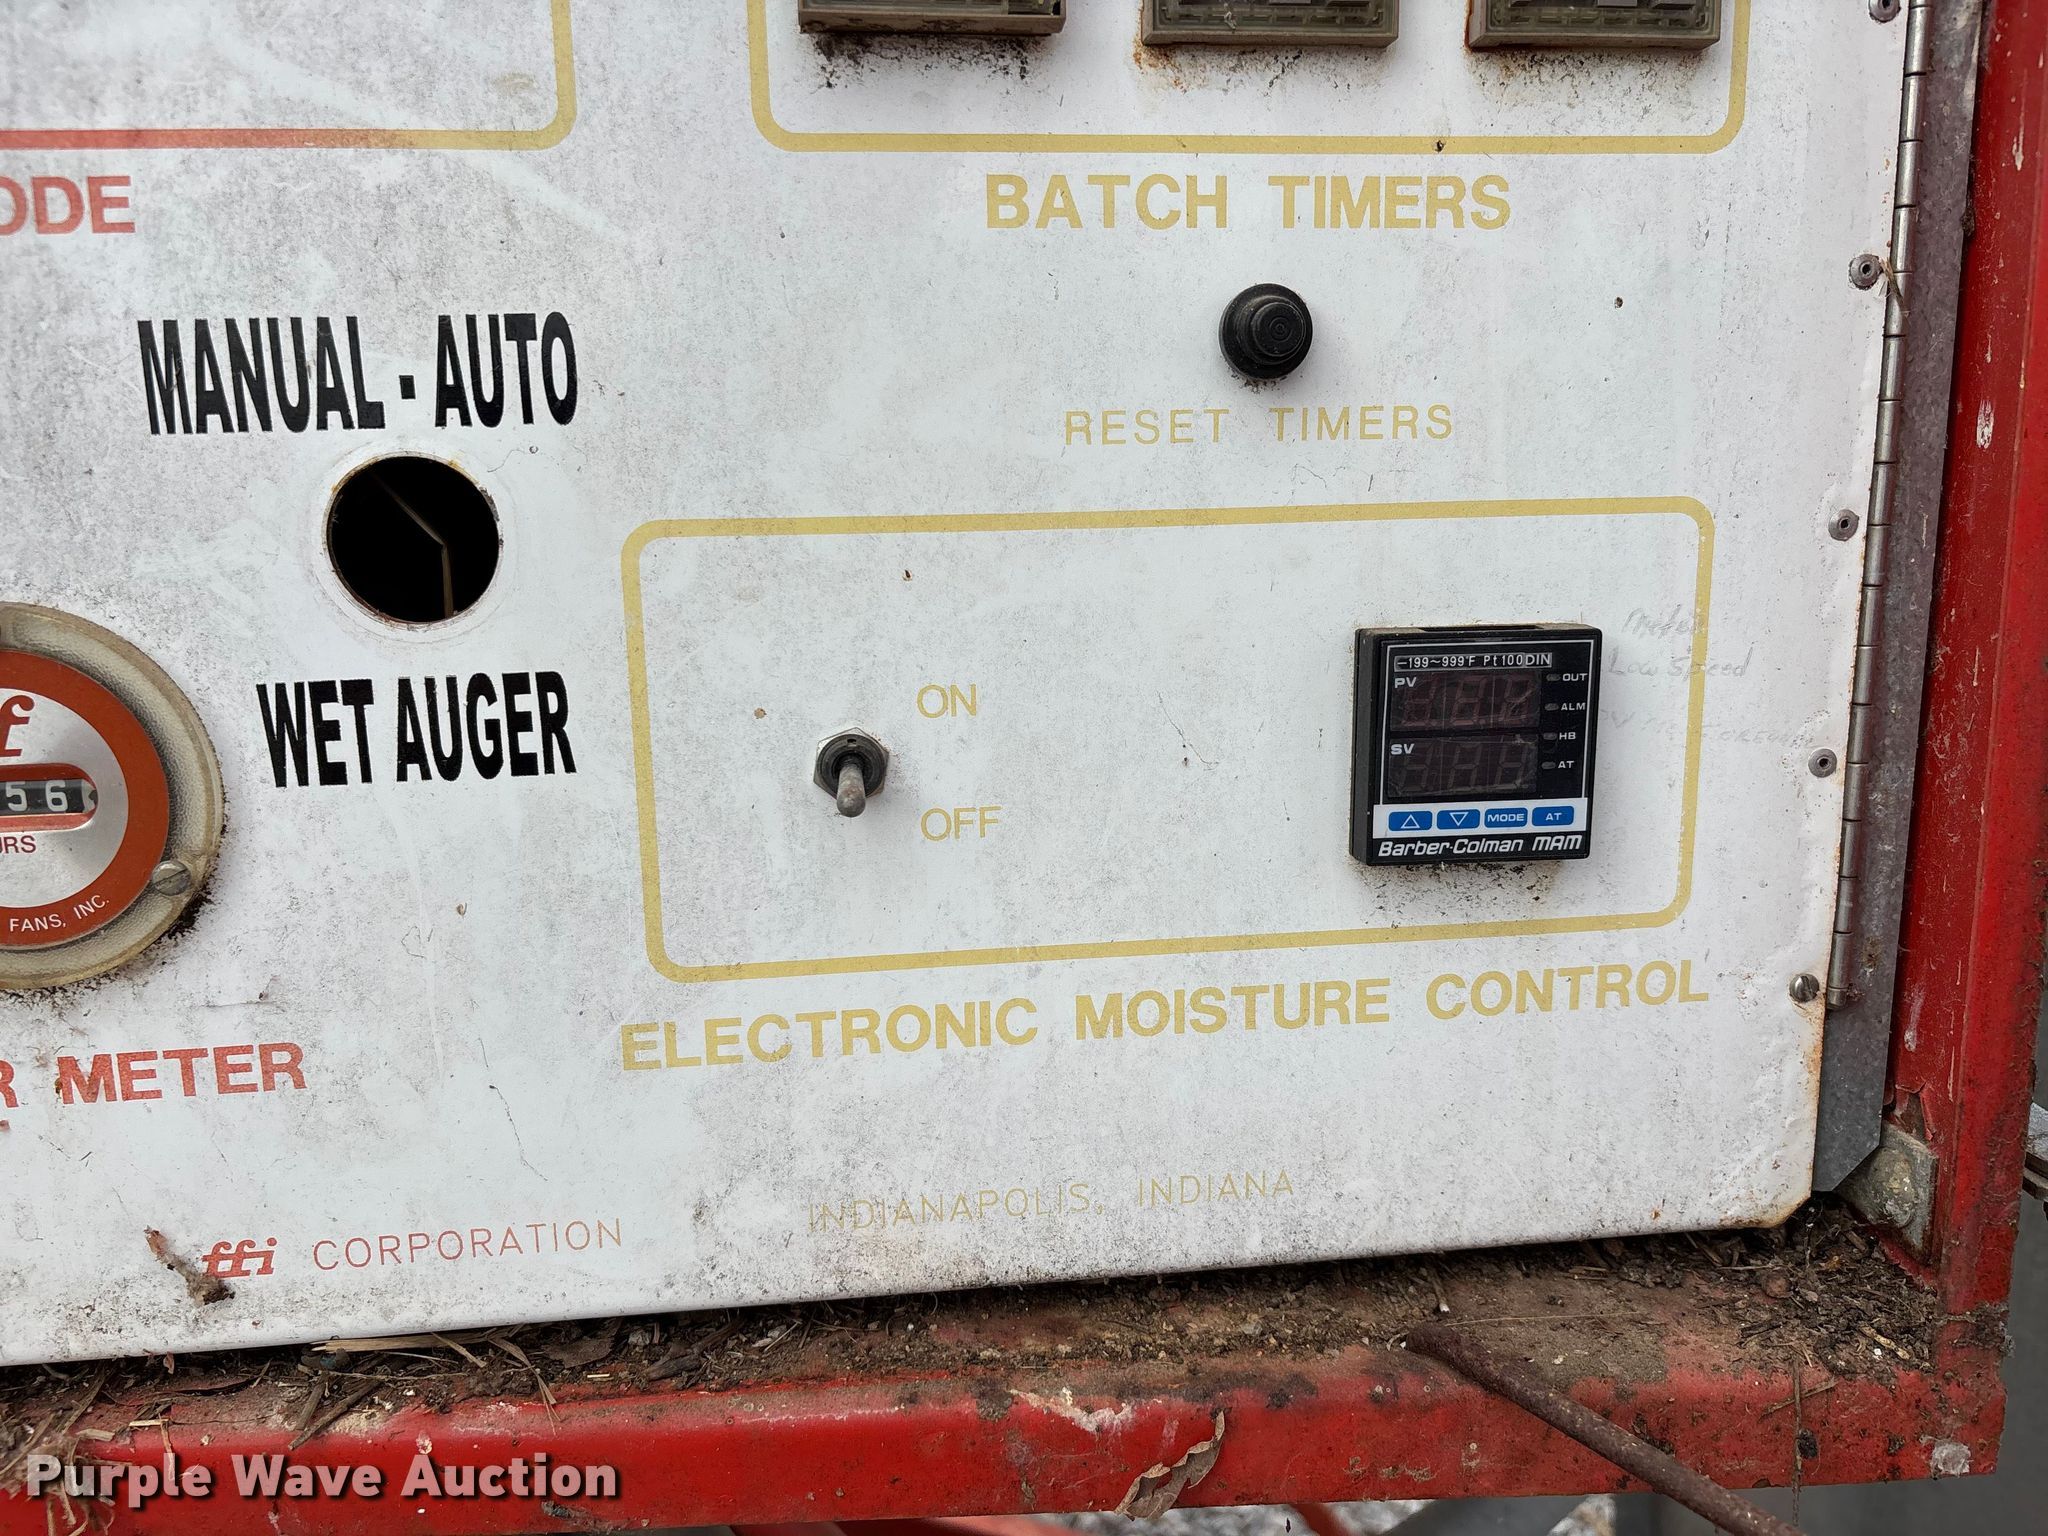 ODE
BATCH TIMERS
MANUAL - AUTO
RESET TIMERS
WET AUGER
ON
OFF
-199~999°F Pt100DIN
PV
OUT
ALM
SV
HB
AT
MODE AT
Barber-Colman MAM
Low Speed
56
URS
FANS, INC.
R METER
ELECTRONIC MOISTURE CONTROL
ffi CORPORATION INDIANAPOLIS, INDIANA
Purple Wave Auction